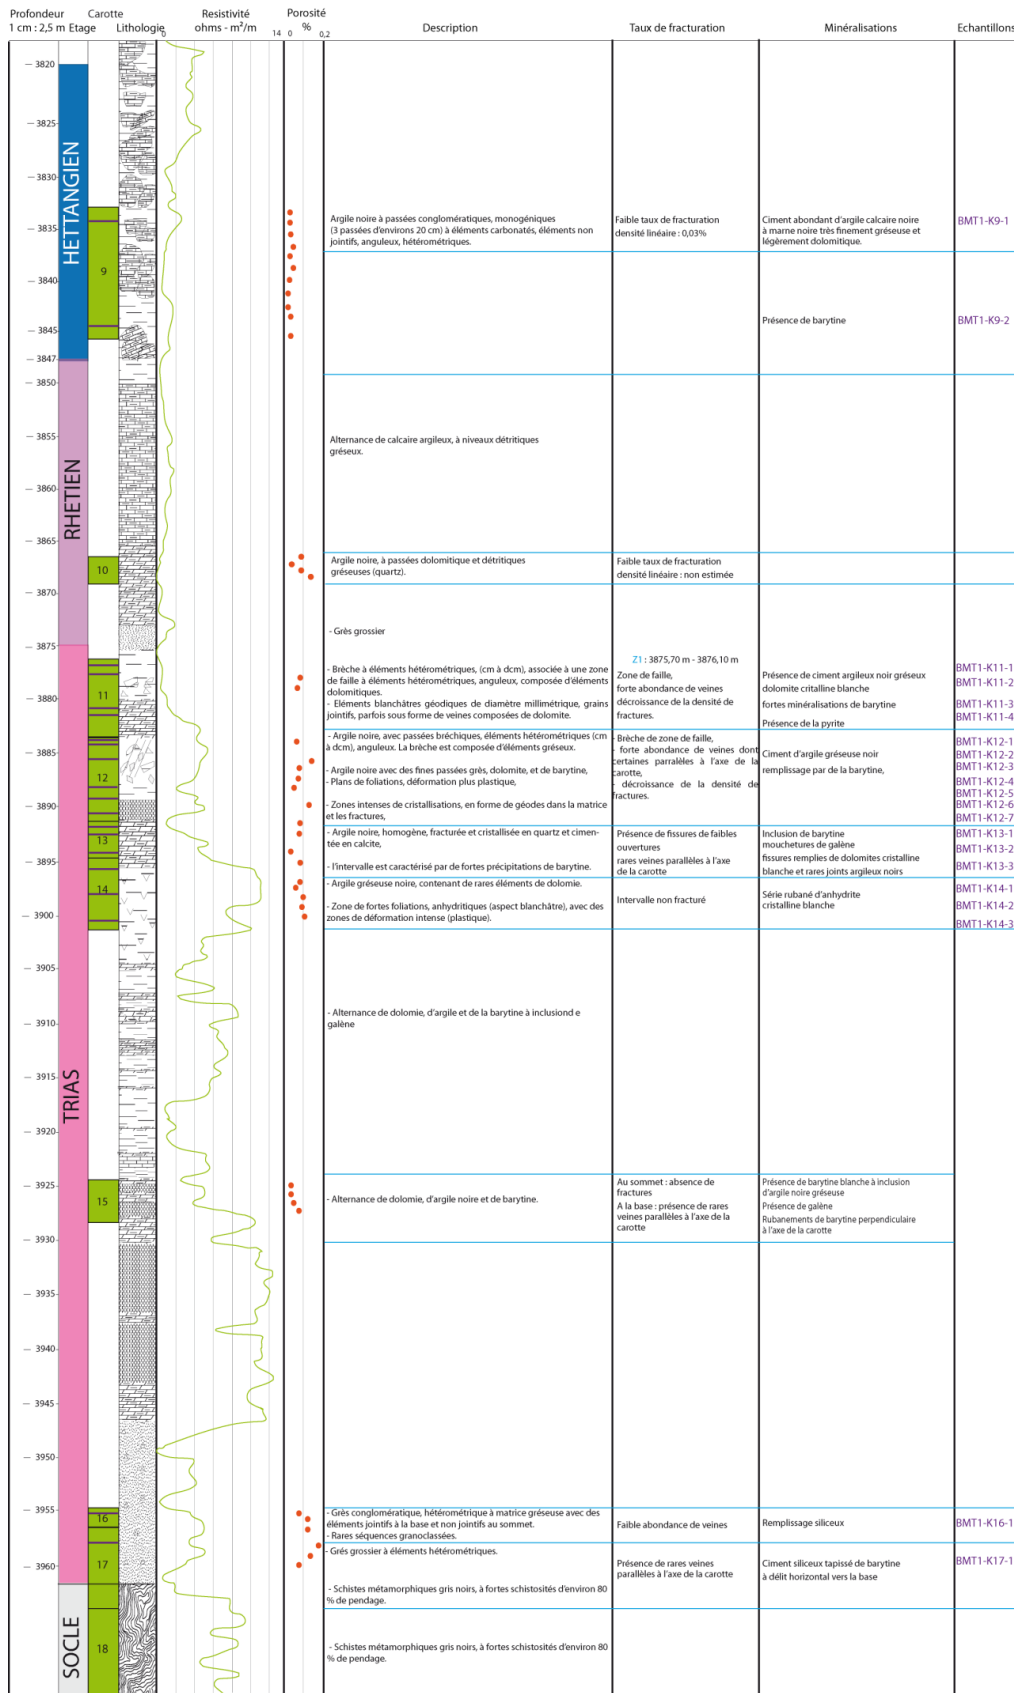 Profondeur
1 cm : 2,5 m
Etage
Carotte
Lithologie
Resistivité
ohms - m²/m
0
14
Porosité
%
0
0,2
Description
Taux de fracturation
Minéralisations
Echantillons
3820
3825
3830
3835
3840
3845
3847
3850
3855
3860
3865
3870
3875
3880
3885
3890
3895
3900
3905
3910
3915
3920
3925
3930
3935
3940
3945
3950
3955
3960
HETTANGIEN
RHETIEN
TRIAS
SOCLE
9
10
11
12
13
14
15
16
17
18
Argile noire à passées conglomératiques, monogéniques
(3 passées d'environs 20 cm) à éléments carbonatés, éléments non
jointifs, anguleux, hétérométriques.
Faible taux de fracturation
densité linéaire : 0,03%
Ciment abondant d'argile calcaire noire
à marne noire très finement gréseuse et
légèrement dolomitique.
BMT1-K9-1
Présence de barytine
BMT1-K9-2
Alternance de calcaire argileux, à niveaux détritiques
gréseux.
Argile noire, à passées dolomitique et détritiques
gréseuses (quartz).
Faible taux de fracturation
densité linéaire : non estimée
- Grès grossier
- Brèche à éléments hétérométriques, (cm à dcm), associée à une zone
de faille à éléments hétérométriques, anguleux, composée d'éléments
dolomitiques.
- Eléments blanchâtres géodiques de diamètre millimétrique, grains
jointifs, parfois sous forme de veines composées de dolomite.
Z1 : 3875,70 m - 3876,10 m
Zone de faille,
forte abondance de veines
décroissance de la densité de
fractures.
Présence de ciment argileux noir gréseux
dolomite critalline blanche
fortes minéralisations de barytine
Présence de la pyrite
BMT1-K11-1
BMT1-K11-2
BMT1-K11-3
BMT1-K11-4
- Argile noire, avec passées bréchiques, éléments hétérométriques (cm
à dcm), anguleux. La brèche est composée d'éléments gréseux.
- Argile noire avec des fines passées grès, dolomite, et de barytine,
- Plans de foliations, déformation plus plastique,
- Zones intenses de cristallisations, en forme de géodes dans la matrice
et les fractures,
- Brèche de zone de faille,
- forte abondance de veines dont
certaines parralèles à l'axe de la
carotte,
- décroissance de la densité de
fractures.
Ciment d'argile gréseuse noir
remplissage par de la barytine,
BMT1-K12-1
BMT1-K12-2
BMT1-K12-3
BMT1-K12-4
BMT1-K12-5
BMT1-K12-6
BMT1-K12-7
- Argile noire, homogène, fracturée et cristallisée en quartz et cimen-
tée en calcite,
- l'intervalle est caractérisé par de fortes précipitations de barytine.
Présence de fissures de faibles
ouvertures
rares veines parallèles à l'axe
de la carotte
Inclusion de barytine
mouchetures de galène
fissures remplies de dolomites cristalline
blanche et rares joints argileux noirs
BMT1-K13-1
BMT1-K13-2
BMT1-K13-3
- Argile gréseuse noire, contenant de rares éléments de dolomie.
- Zone de fortes foliations, anhydritiques (aspect blanchâtre), avec des
zones de déformation intense (plastique).
Intervalle non fracturé
Série rubané d'anhydrite
cristalline blanche
BMT1-K14-1
BMT1-K14-2
BMT1-K14-3
- Alternance de dolomie, d'argile et de la barytine à inclusiond e
galène
- Alternance de dolomie, d'argile noire et de barytine.
Au sommet : absence de
fractures
A la base : présence de rares
veines parallèles à l'axe de la
carotte
Présence de barytine blanche à inclusion
d'argile noire gréseuse
Présence de galène
Rubanements de barytine perpendiculaire
à l'axe de la carotte
- Grès conglomératique, hétérométrique à matrice gréseuse avec des
éléments jointifs à la base et non jointifs au sommet.
- Rares séquences granoclassées.
Faible abondance de veines
Remplissage siliceux
BMT1-K16-1
- Grés grossier à éléments hétérométriques.
- Schistes métamorphiques gris noirs, à fortes schistosités d'environ 80
% de pendage.
Présence de rares veines
parallèles à l'axe de la carotte
Ciment siliceux tapissé de barytine
à délit horizontal vers la base
BMT1-K17-1
- Schistes métamorphiques gris noirs, à fortes schistosités d'environ 80
% de pendage.